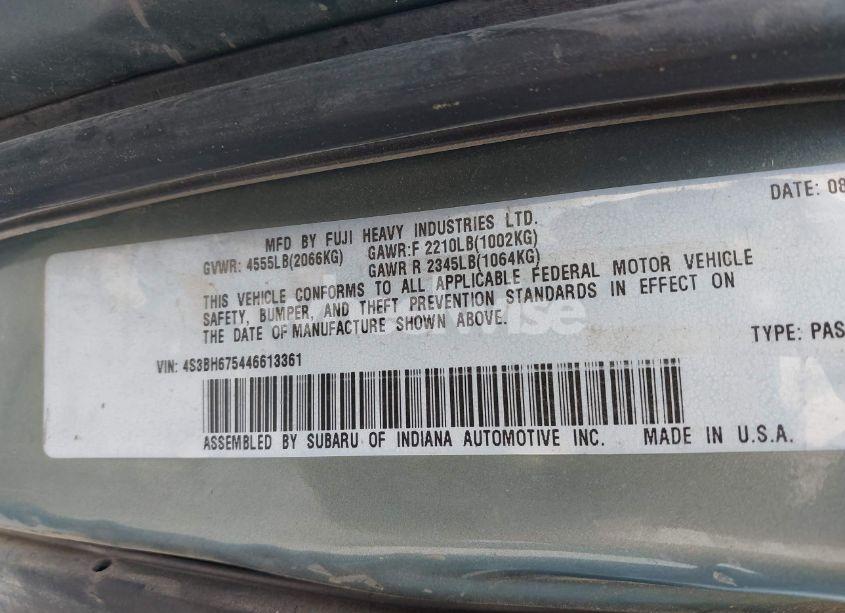 DATE: 08
MFD BY FUJI HEAVY INDUSTRIES LTD.
GVWR: 4555LB(2066KG) GAWR:F 2210LB(1002KG)
GAWR R 2345LB(1064KG)
THIS VEHICLE CONFORMS TO ALL APPLICABLE FEDERAL MOTOR VEHICLE
SAFETY, BUMPER, AND THEFT PREVENTION STANDARDS IN EFFECT ON
THE DATE OF MANUFACTURE SHOWN ABOVE.
VIN: 4S3BH675446613361
TYPE: PAS
ASSEMBLED BY SUBARU OF INDIANA AUTOMOTIVE INC. MADE IN U.S.A.